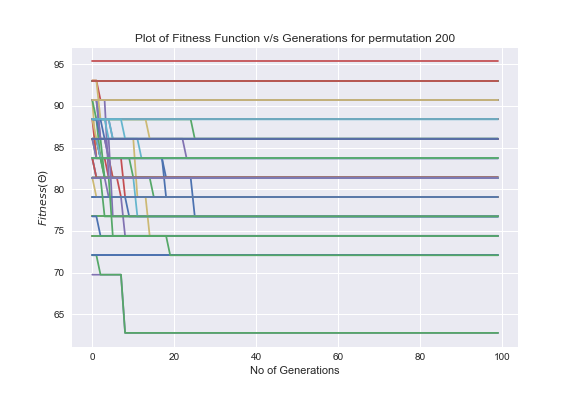 Plot of Fitness Function v/s Generations for permutation 200
95
90
85
80
75
70
65
Fitness(Θ)
0 20 40 60 80 100
No of Generations